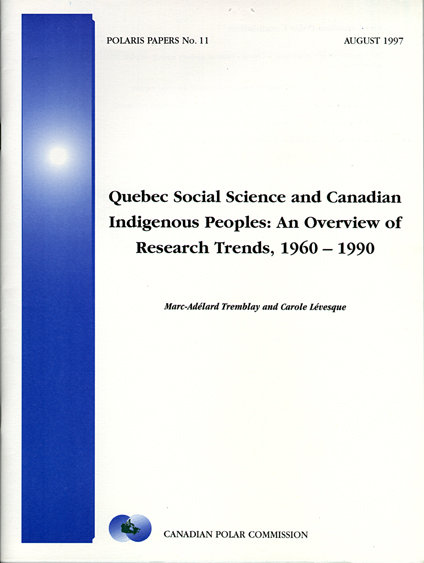 POLARIS PAPERS No. 11 AUGUST 1997
Quebec Social Science and Canadian
Indigenous Peoples: An Overview of
Research Trends, 1960 – 1990
Marc-Adélard Tremblay and Carole Lévesque
CANADIAN POLAR COMMISSION